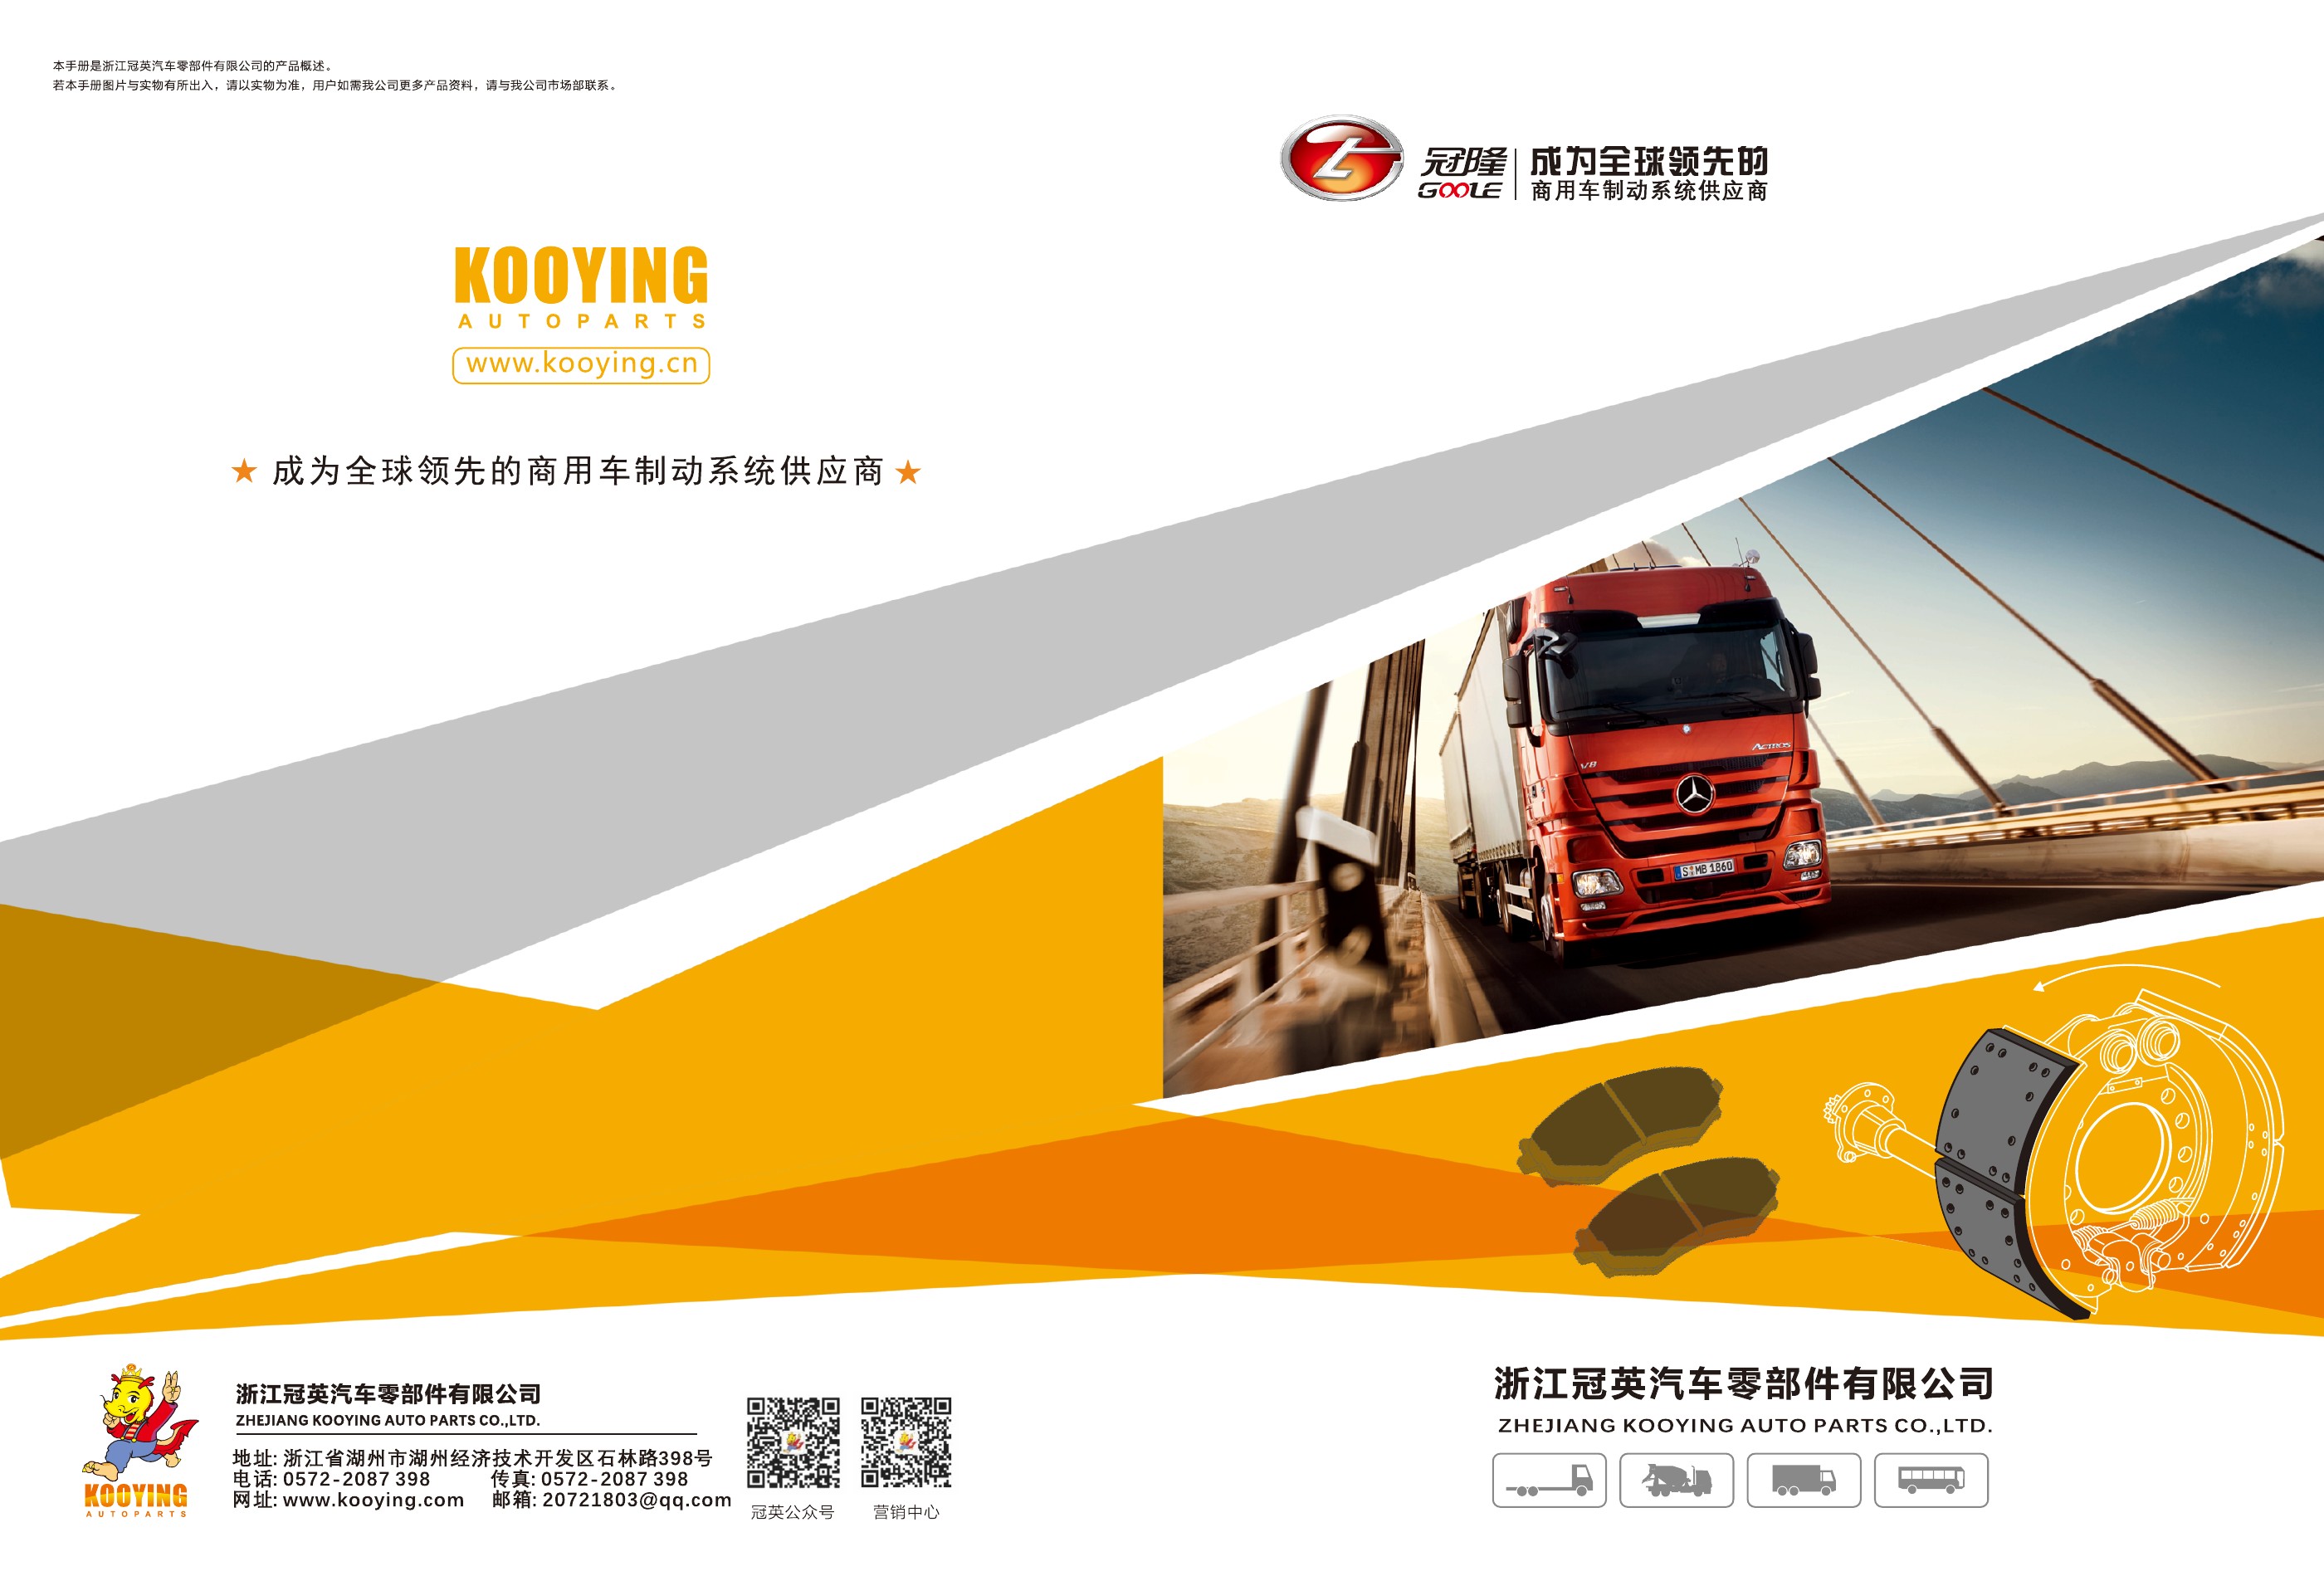 本手册是浙江冠英汽车零部件有限公司的产品概述。
若本手册图片与实物有所出入，请以实物为准，用户如需我公司更多产品资料，请与我公司市场部联系。
KOOYING
AUTOPARTS
www.kooying.cn
★ 成为全球领先的商用车制动系统供应商 ★
冠隆
GOOLE
成为全球领先的
商用车制动系统供应商
ACTROS
V8
S MB 1860
KOOYING
AUTOPARTS
浙江冠英汽车零部件有限公司
ZHEJIANG KOOYING AUTO PARTS CO.,LTD.
地址: 浙江省湖州市湖州经济技术开发区石林路398号
电话: 0572-2087 398 传真: 0572-2087 398
网址: www.kooying.com 邮箱: 20721803@qq.com
冠英公众号 营销中心
浙江冠英汽车零部件有限公司
ZHEJIANG KOOYING AUTO PARTS CO.,LTD.